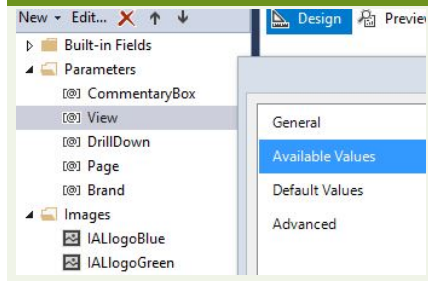 New Edit... Design Preview
Built-in Fields
Parameters
[@] CommentaryBox
[@] View
[@] DrillDown
[@] Page
[@] Brand
Images
IALlogoBlue
IALlogoGreen
General
Available Values
Default Values
Advanced